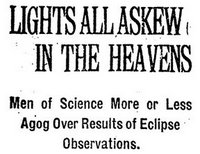 LIGHTS ALL ASKEW
IN THE HEAVENS
Men of Science More or Less
Agog Over Results of Eclipse
Observations.